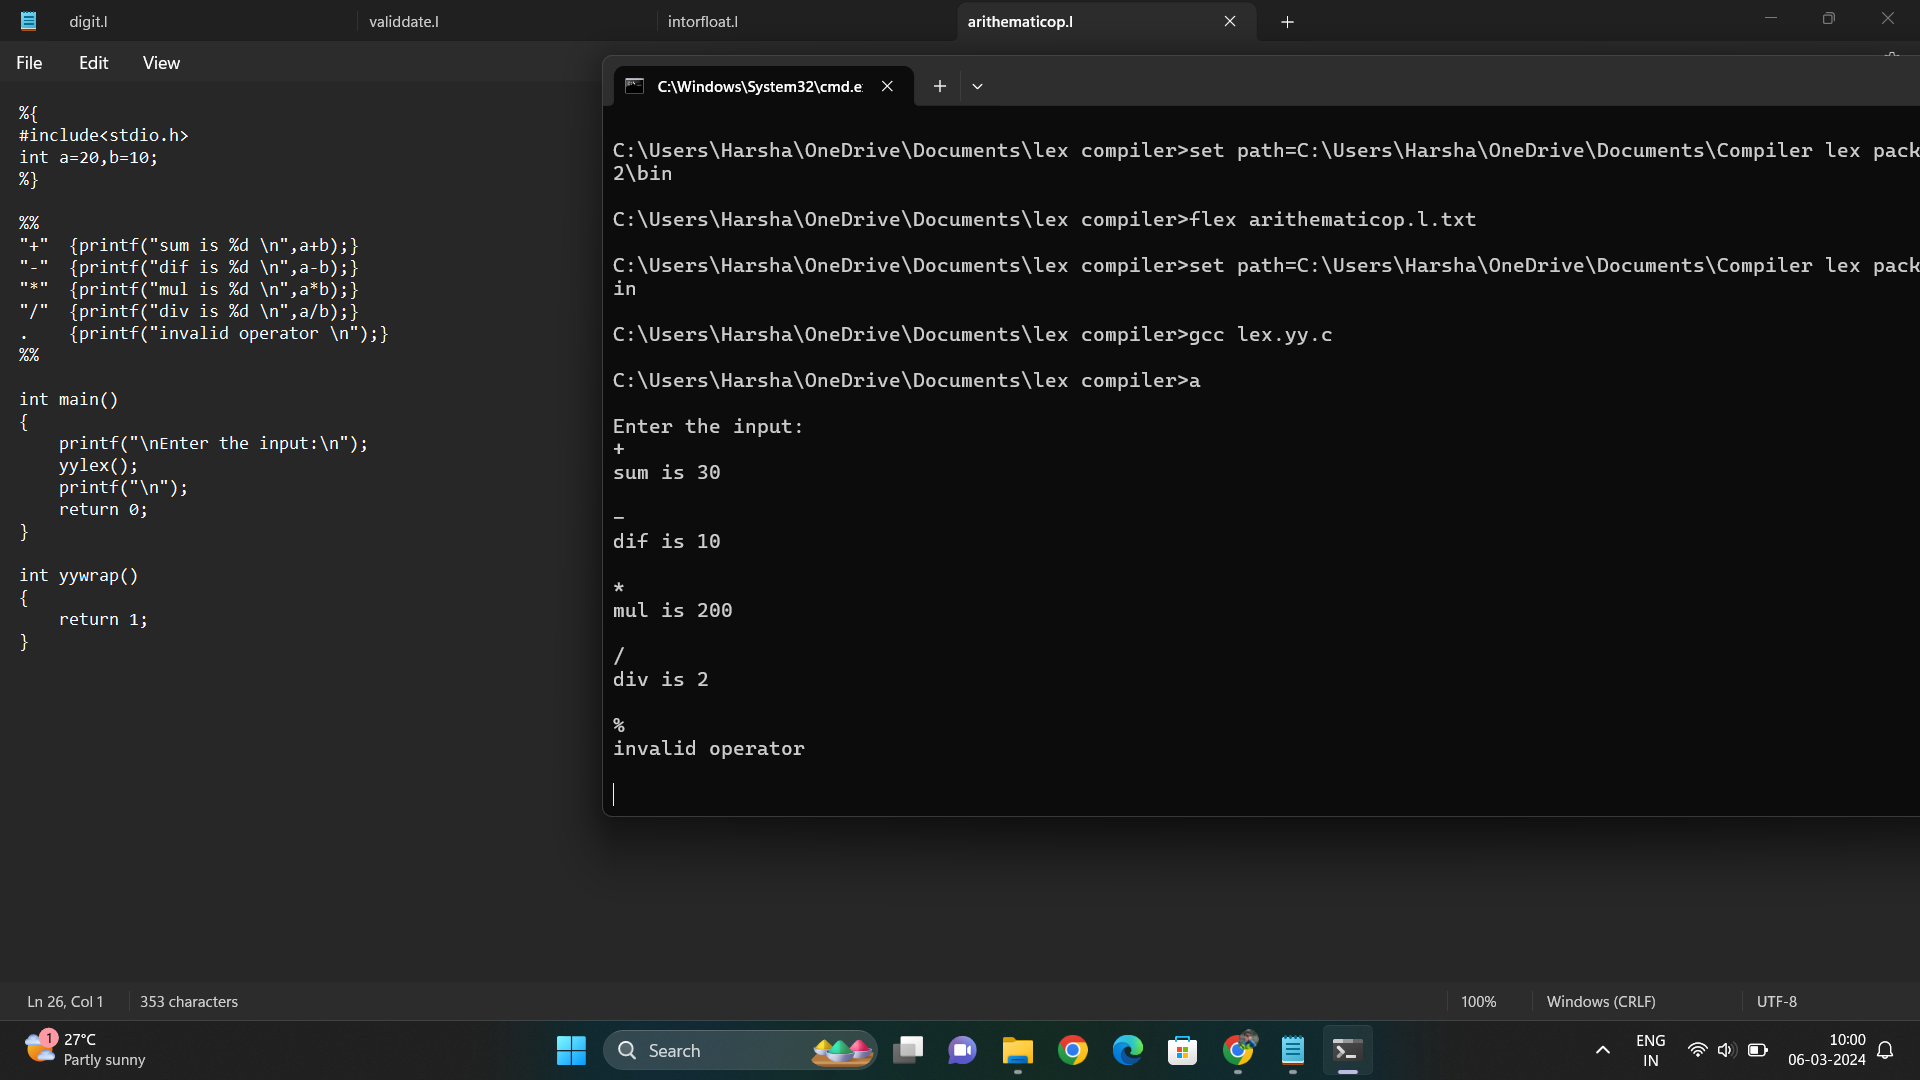 digit.l
validdate.l
intorfloat.l
arithematicop.l
File
Edit
View
%{
#include<stdio.h>
int a=20,b=10;
%}
%%
"+"  {printf("sum is %d \n",a+b);}
"-"  {printf("dif is %d \n",a-b);}
"*"  {printf("mul is %d \n",a*b);}
"/"  {printf("div is %d \n",a/b);}
.    {printf("invalid operator \n");}
%%
int main()
{
    printf("\nEnter the input:\n");
    yylex();
    printf("\n");
    return 0;
}
int yywrap()
{
    return 1;
}
C:\Windows\System32\cmd.e
C:\Users\Harsha\OneDrive\Documents\lex compiler>set path=C:\Users\Harsha\OneDrive\Documents\Compiler lex pack
2\bin
C:\Users\Harsha\OneDrive\Documents\lex compiler>flex arithematicop.l.txt
C:\Users\Harsha\OneDrive\Documents\lex compiler>set path=C:\Users\Harsha\OneDrive\Documents\Compiler lex pack
in
C:\Users\Harsha\OneDrive\Documents\lex compiler>gcc lex.yy.c
C:\Users\Harsha\OneDrive\Documents\lex compiler>a
Enter the input:
+
sum is 30
-
dif is 10
*
mul is 200
/
div is 2
%
invalid operator
Ln 26, Col 1
353 characters
100%
Windows (CRLF)
UTF-8
1
27°C
Partly sunny
Search
ENG
IN
10:00
06-03-2024